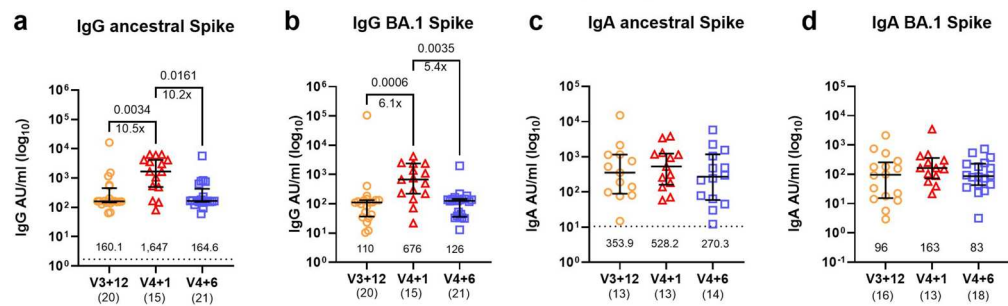 a IgG ancestral Spike
0.0161
0.0034
10.2x
10.5x
IgG AU/ml (log10)
10⁶
10⁵
10⁴
10³
10²
10¹
10⁰
160.1 1,647 164.6
V3+12 V4+1 V4+6
(20) (15) (21)
b IgG BA.1 Spike
0.0035
5.4x
0.0006
6.1x
IgG AU/ml (log10)
10⁶
10⁵
10⁴
10³
10²
10¹
10⁰
110 676 126
V3+12 V4+1 V4+6
(20) (15) (21)
c IgA ancestral Spike
IgA AU/ml (log10)
10⁵
10⁴
10³
10²
10¹
10⁰
353.9 528.2 270.3
V3+12 V4+1 V4+6
(13) (13) (14)
d IgA BA.1 Spike
IgA AU/ml (log10)
10⁵
10⁴
10³
10²
10¹
10⁰
10⁻¹
96 163 83
V3+12 V4+1 V4+6
(16) (13) (18)